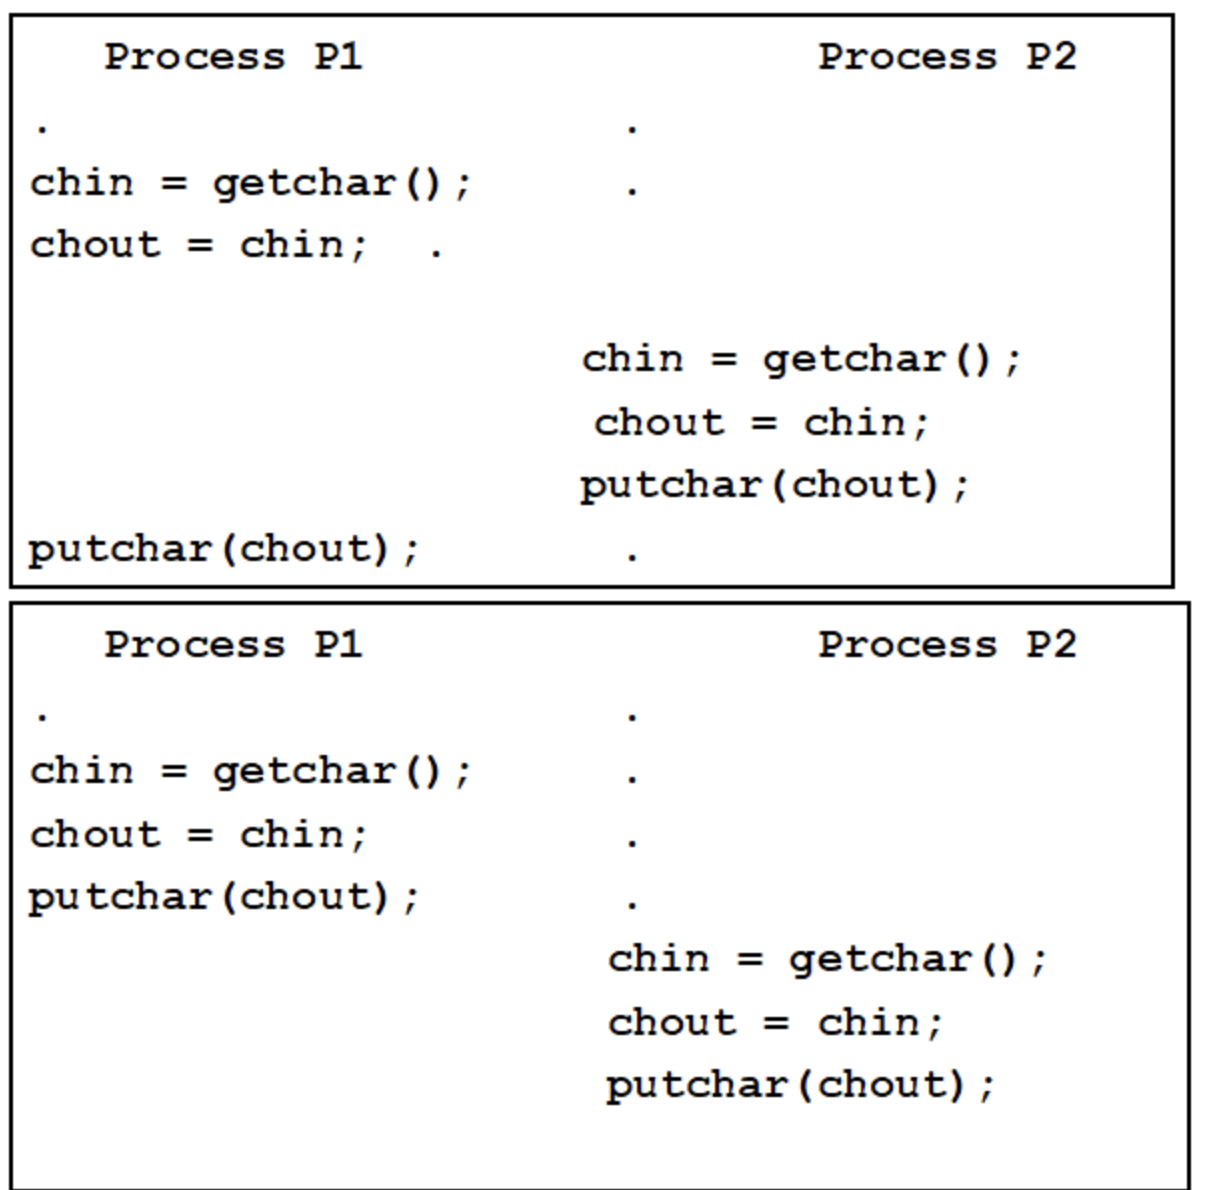 Process P1 Process P2
. .
chin = getchar(); .
chout = chin; .
chin = getchar();
chout = chin;
putchar(chout);
putchar(chout); .
Process P1 Process P2
. .
chin = getchar(); .
chout = chin; .
putchar(chout); .
chin = getchar();
chout = chin;
putchar(chout);